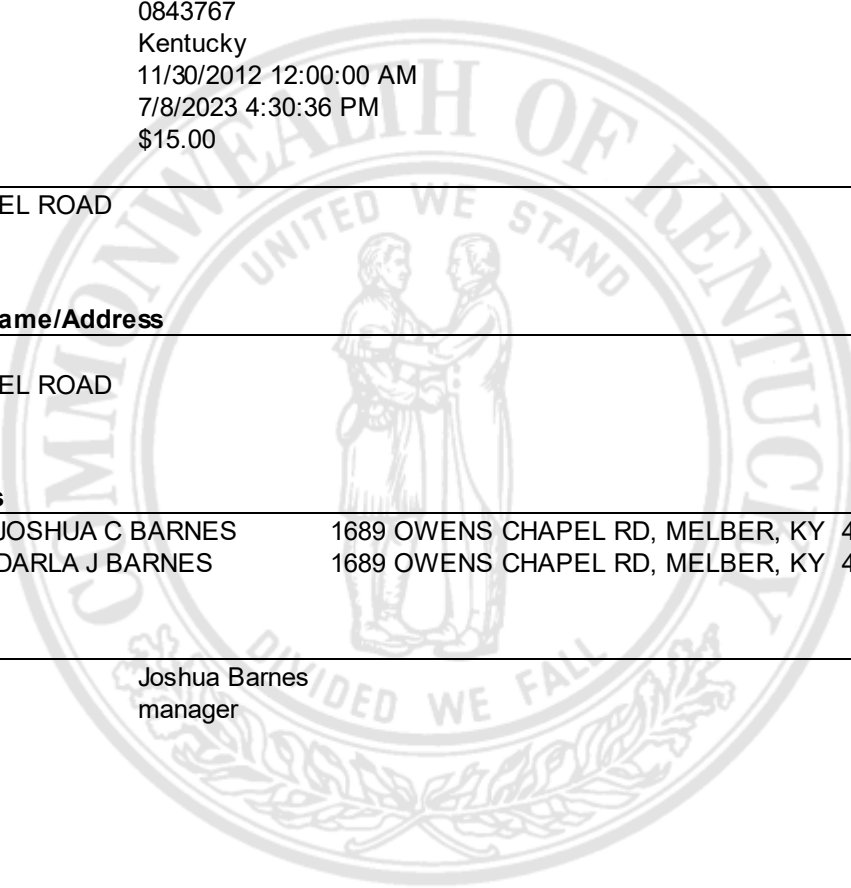 0843767
Kentucky
11/30/2012 12:00:00 AM
7/8/2023 4:30:36 PM
$15.00
EL ROAD
ame/Address
EL ROAD
s
JOSHUA C BARNES 1689 OWENS CHAPEL RD, MELBER, KY 4
DARLA J BARNES 1689 OWENS CHAPEL RD, MELBER, KY 4
Joshua Barnes
manager
COMMONWEALTH OF KENTUCKY
UNITED WE STAND
DIVIDED WE FALL